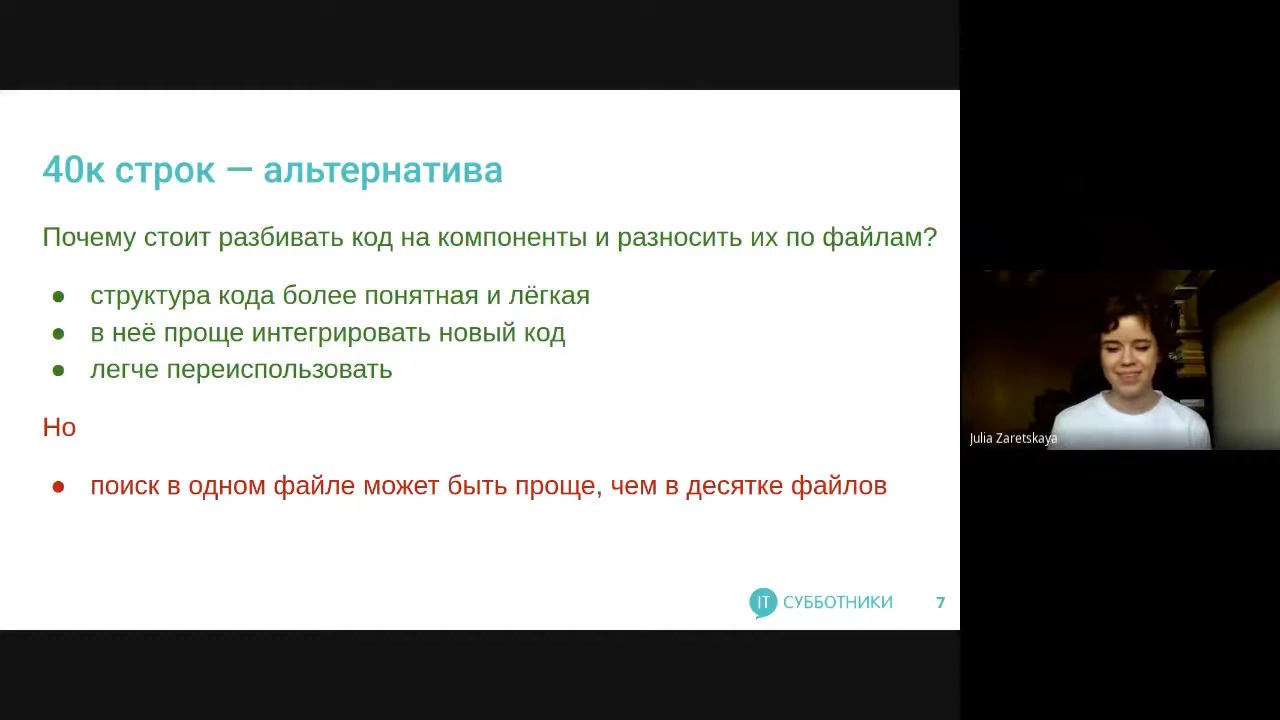 40к строк — альтернатива
Почему стоит разбивать код на компоненты и разносить их по файлам?
● структура кода более понятная и лёгкая
● в неё проще интегрировать новый код
● легче переиспользовать
Но
● поиск в одном файле может быть проще, чем в десятке файлов
IT СУББОТНИКИ 7
Julia Zaretskaya